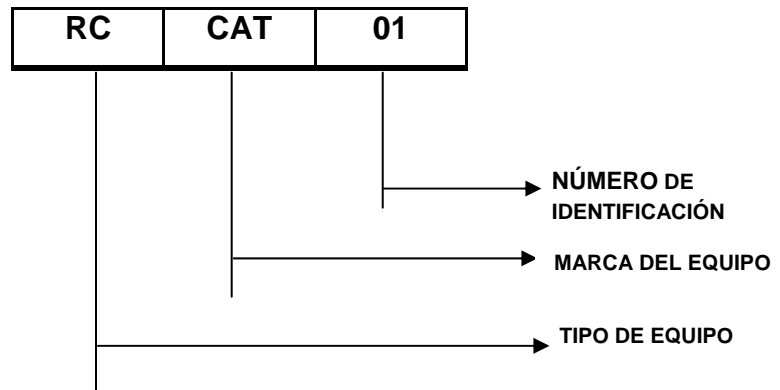 RC CAT 01
NÚMERO DE
IDENTIFICACIÓN
MARCA DEL EQUIPO
TIPO DE EQUIPO